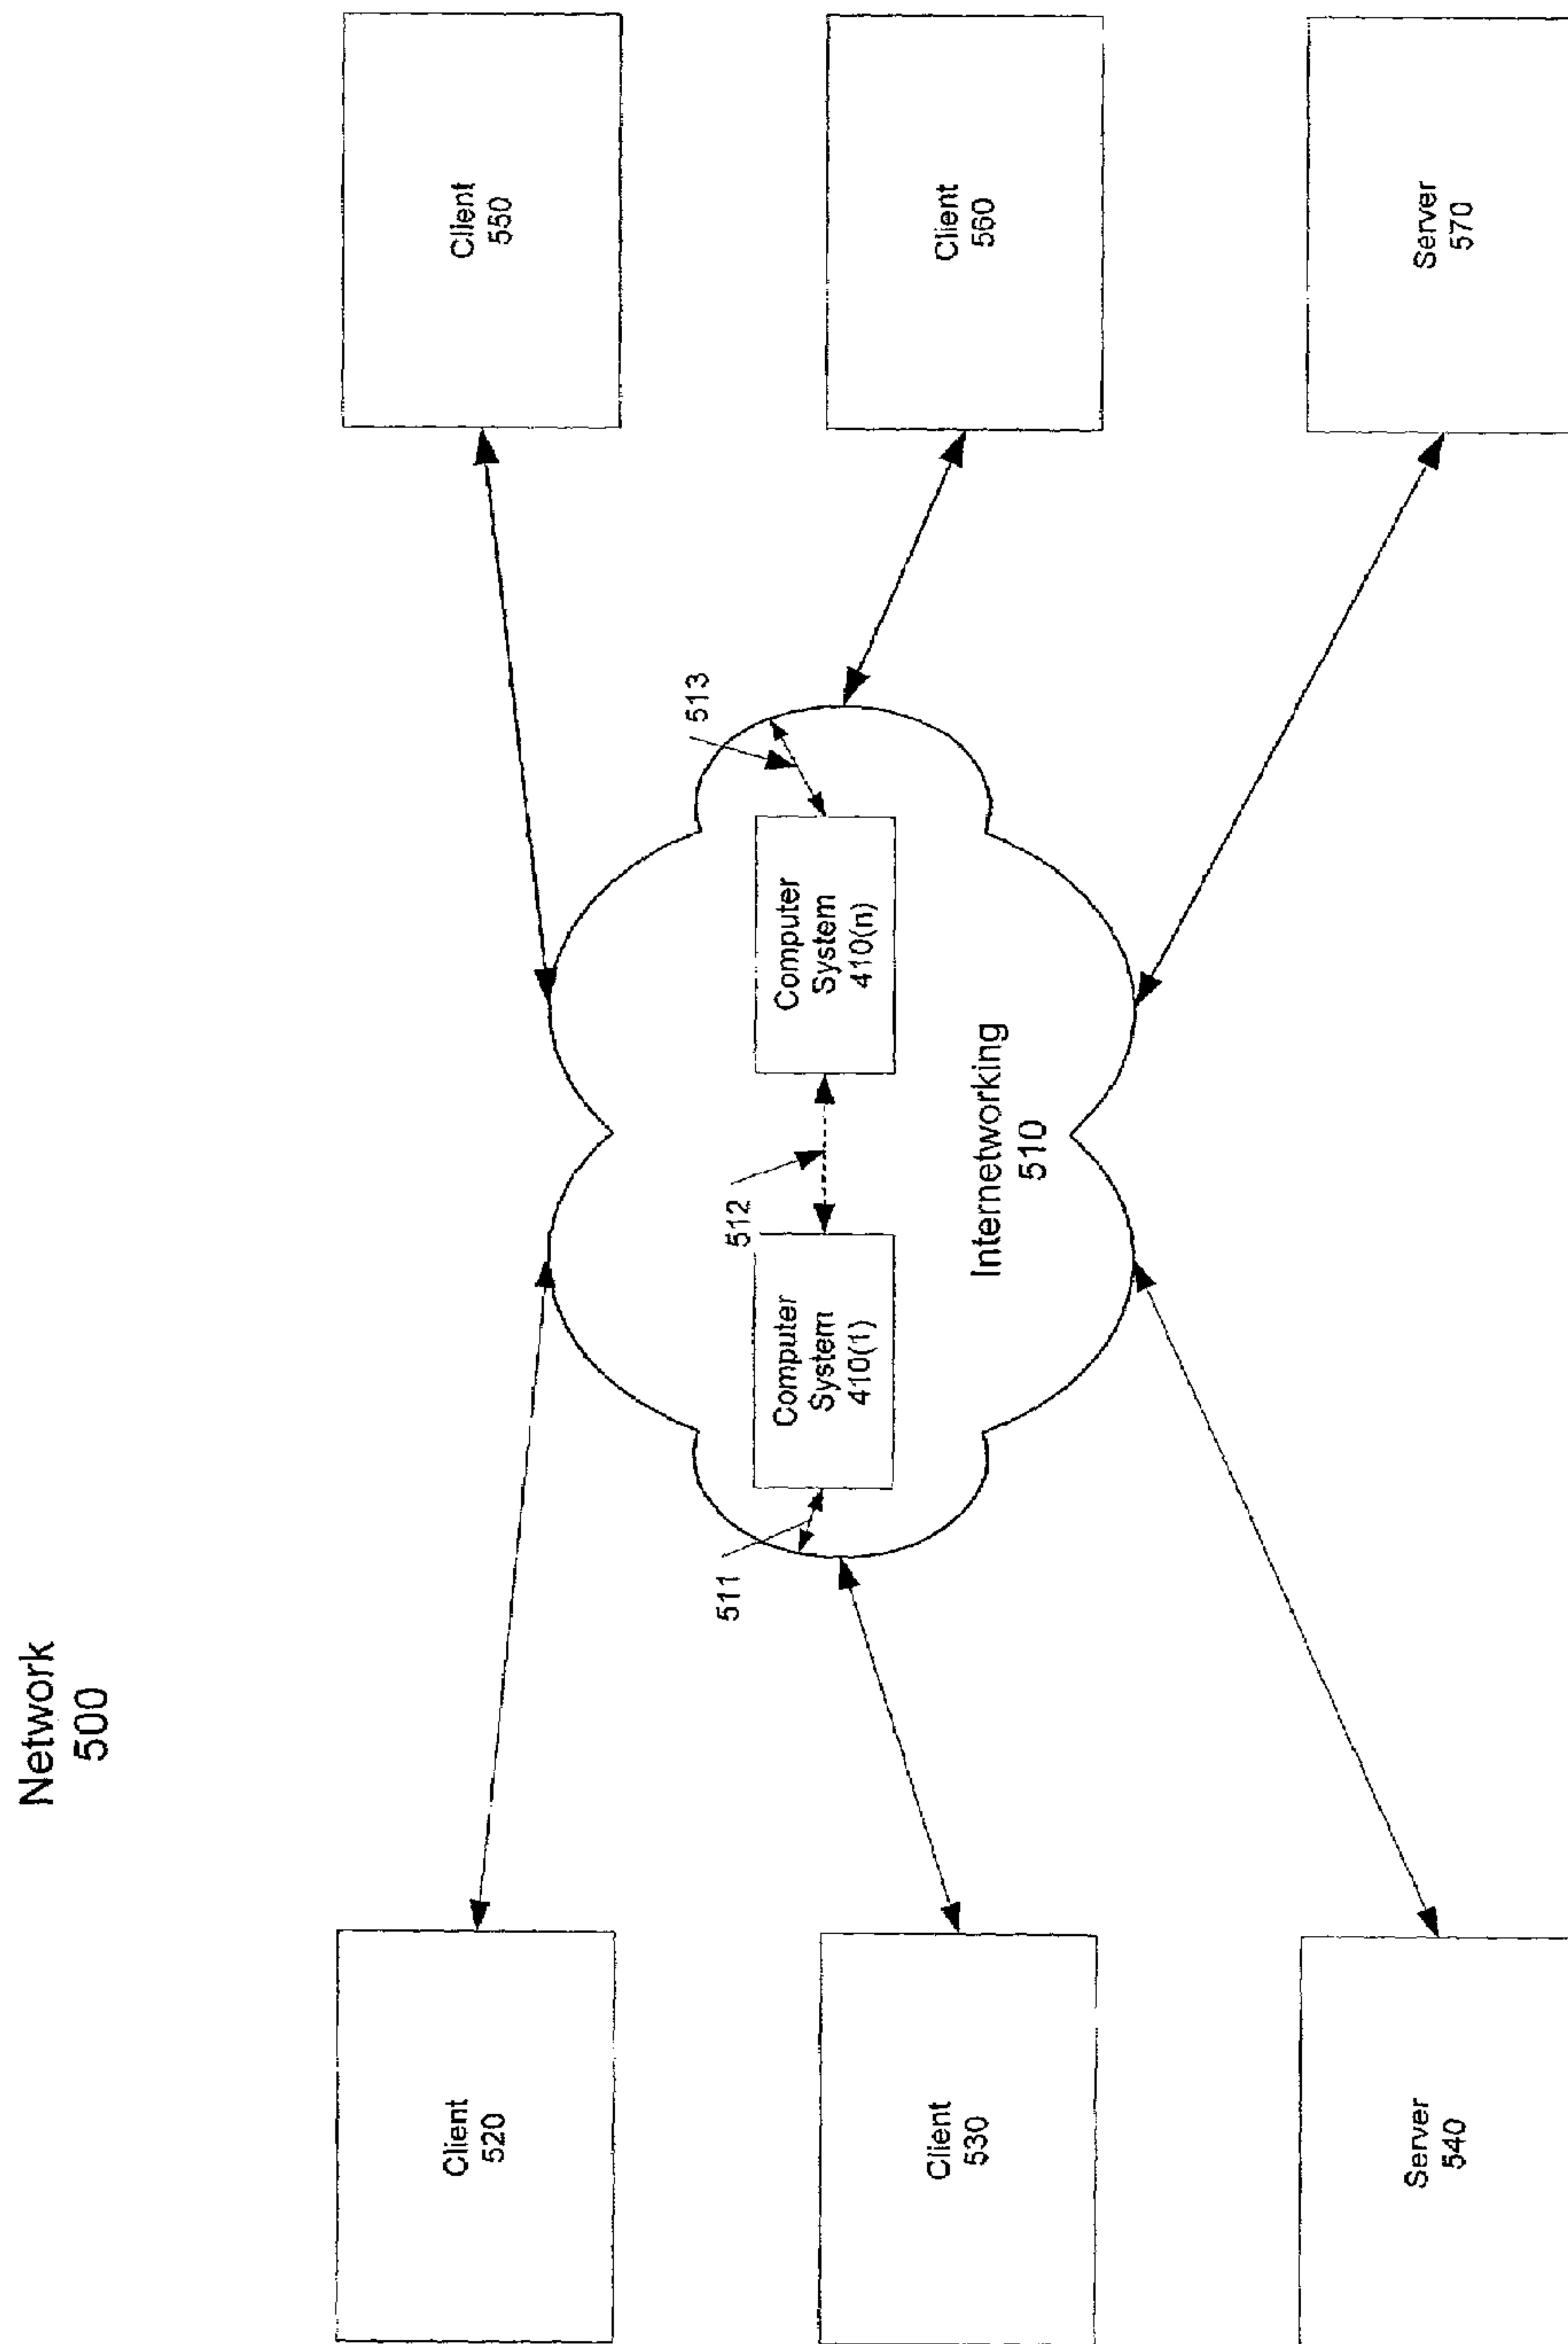 Network
500
Client
520
Client
530
Server
540
Client
550
Client
560
Server
570
511
Computer
System
410(1)
512
Computer
System
410(n)
513
Internetworking
510